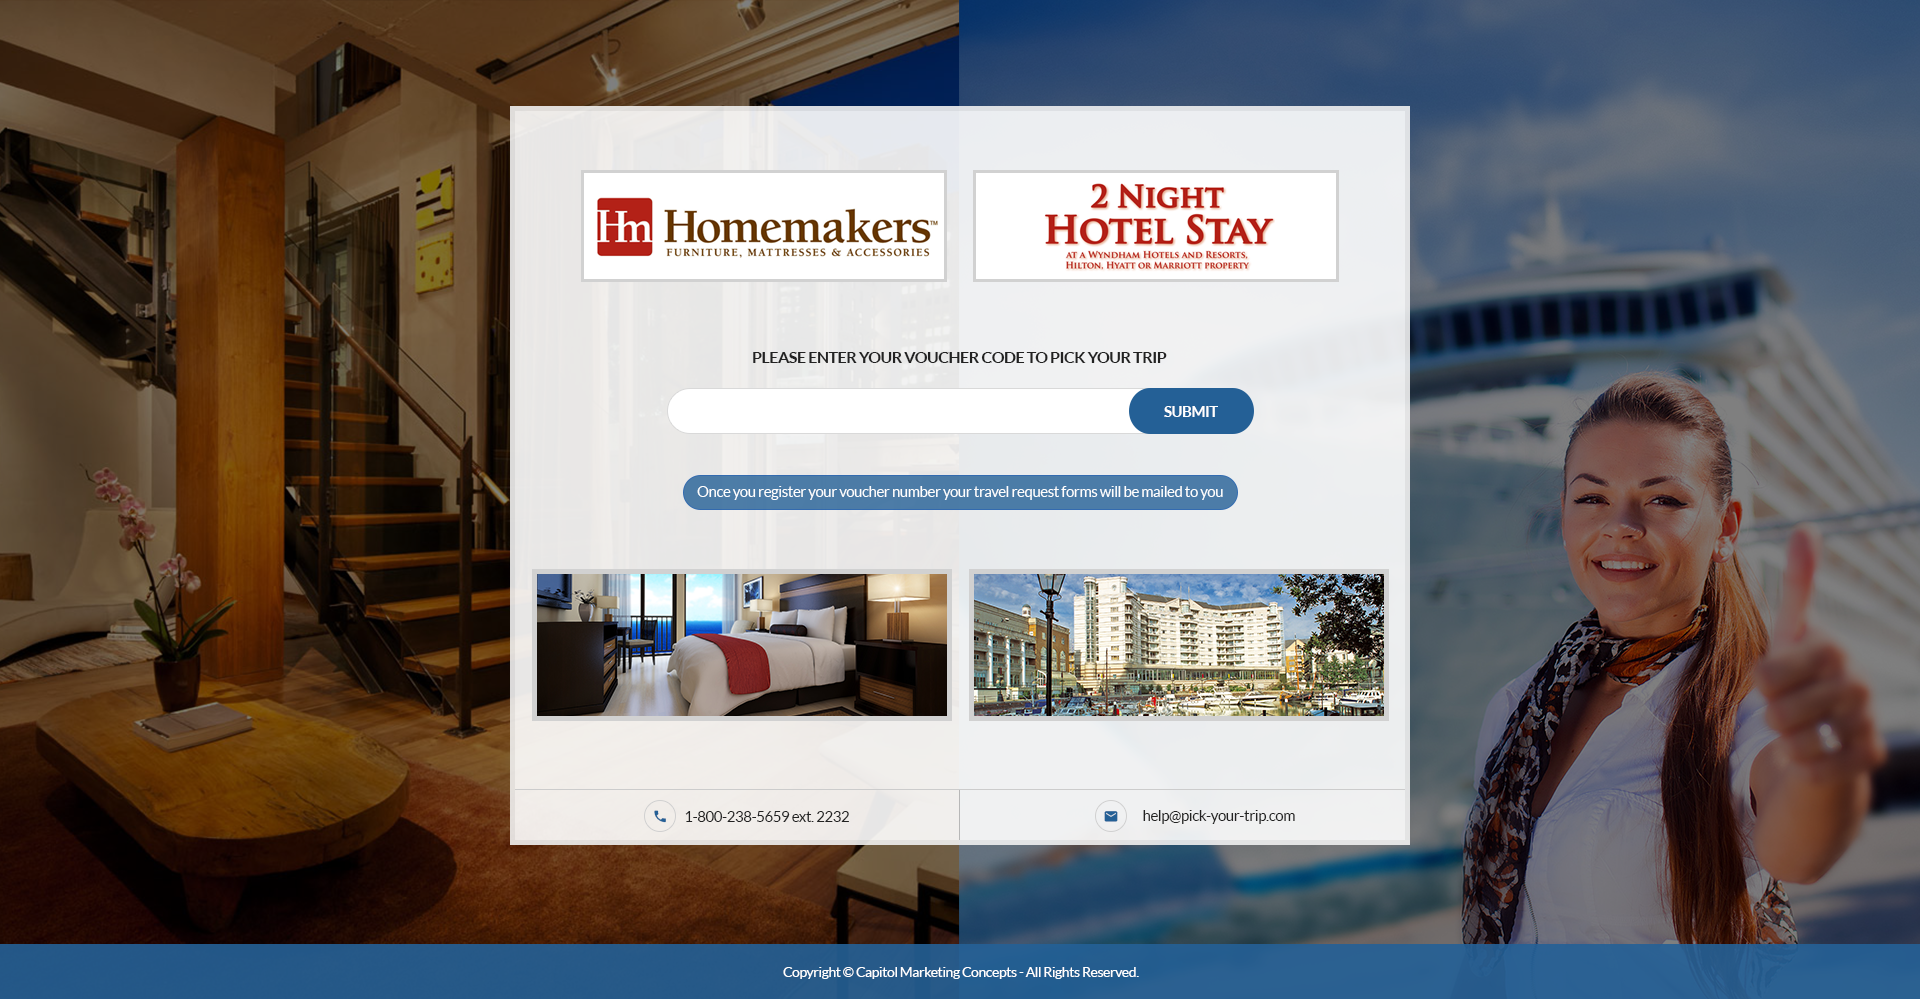 Hm Homemakers™
FURNITURE, MATTRESSES & ACCESSORIES
2 NIGHT
HOTEL STAY
AT A WYNDHAM HOTELS AND RESORTS,
HILTON, HYATT OR MARRIOTT PROPERTY
PLEASE ENTER YOUR VOUCHER CODE TO PICK YOUR TRIP
SUBMIT
Once you register your voucher number your travel request forms will be mailed to you
1-800-238-5659 ext. 2232
help@pick-your-trip.com
Copyright © Capitol Marketing Concepts - All Rights Reserved.